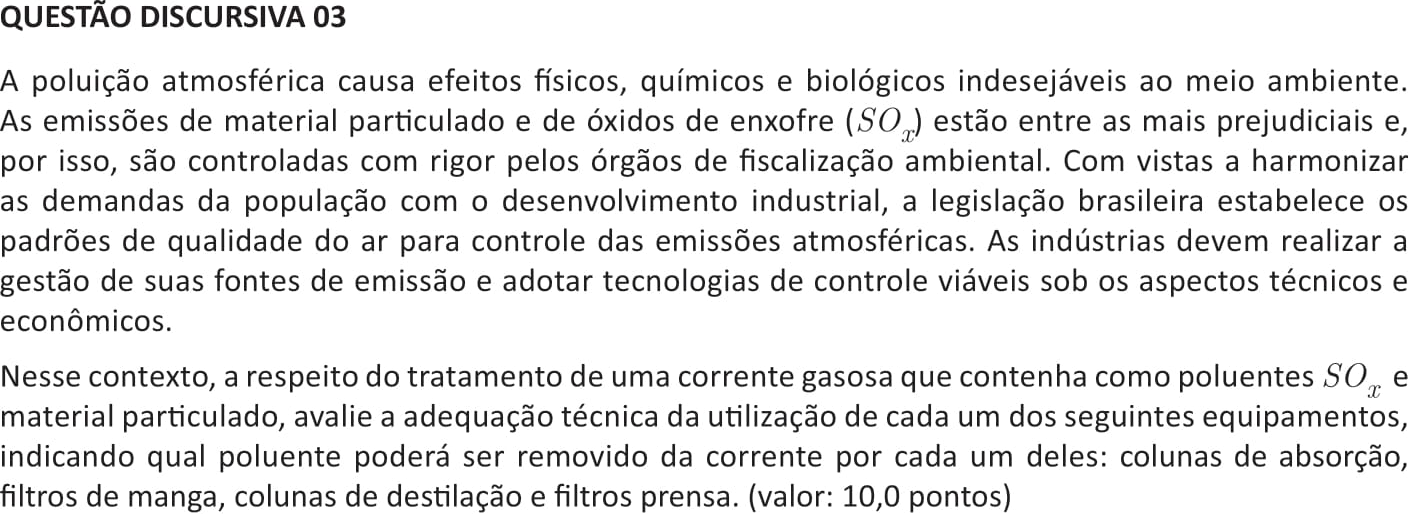 QUESTÃO DISCURSIVA 03
A poluição atmosférica causa efeitos físicos, químicos e biológicos indesejáveis ao meio ambiente.
As emissões de material particulado e de óxidos de enxofre (SOₓ) estão entre as mais prejudiciais e,
por isso, são controladas com rigor pelos órgãos de fiscalização ambiental. Com vistas a harmonizar
as demandas da população com o desenvolvimento industrial, a legislação brasileira estabelece os
padrões de qualidade do ar para controle das emissões atmosféricas. As indústrias devem realizar a
gestão de suas fontes de emissão e adotar tecnologias de controle viáveis sob os aspectos técnicos e
econômicos.
Nesse contexto, a respeito do tratamento de uma corrente gasosa que contenha como poluentes SOₓ e
material particulado, avalie a adequação técnica da utilização de cada um dos seguintes equipamentos,
indicando qual poluente poderá ser removido da corrente por cada um deles: colunas de absorção,
filtros de manga, colunas de destilação e filtros prensa. (valor: 10,0 pontos)